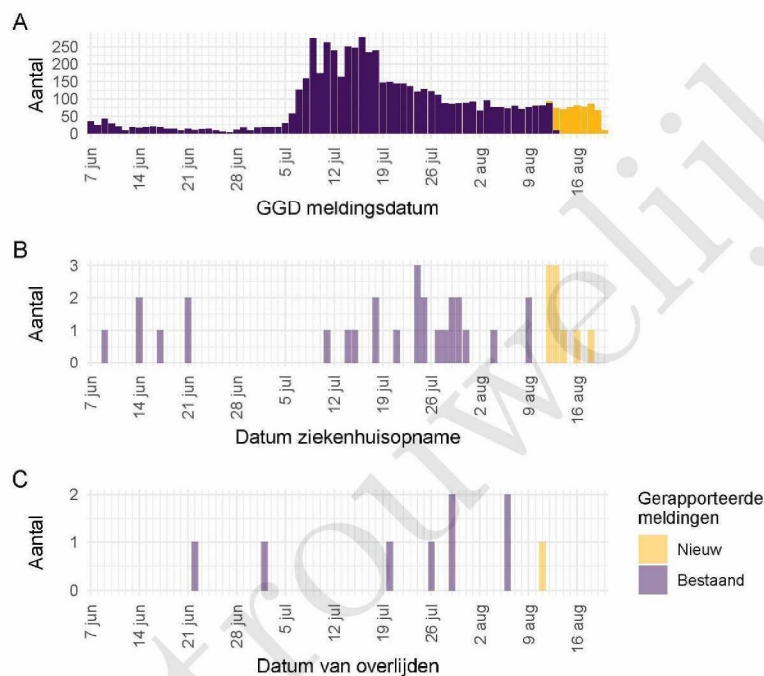 A
Aantal
250
200
150
100
50
0
7 jun
14 jun
21 jun
28 jun
5 jul
12 jul
19 jul
26 jul
2 aug
9 aug
16 aug
GGD meldingsdatum
B
Aantal
3
2
1
0
7 jun
14 jun
21 jun
28 jun
5 jul
12 jul
19 jul
26 jul
2 aug
9 aug
16 aug
Datum ziekenhuisopname
C
Aantal
2
1
0
7 jun
14 jun
21 jun
28 jun
5 jul
12 jul
19 jul
26 jul
2 aug
9 aug
16 aug
Datum van overlijden
Gerapporteerde
meldingen
Nieuw
Bestaand
trouwelij